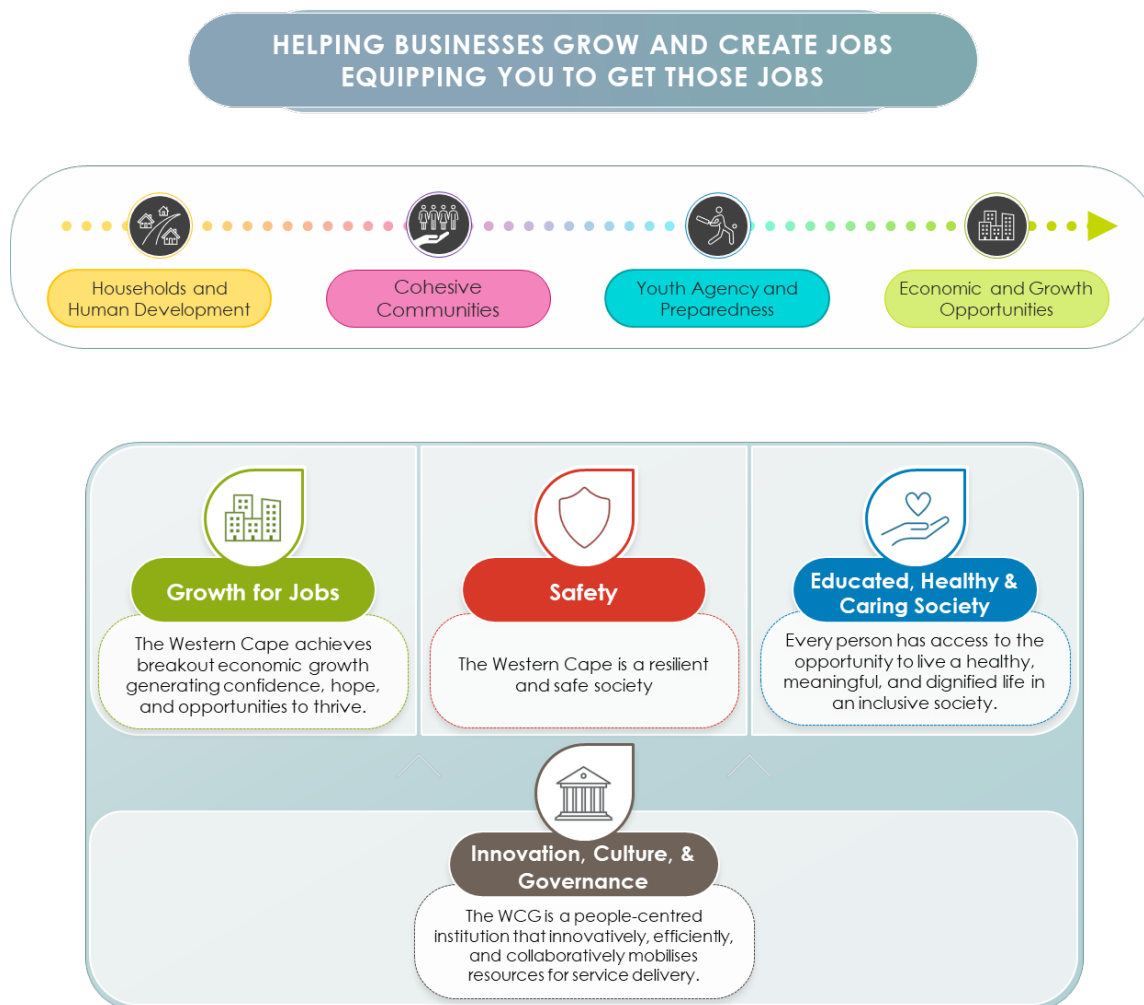 HELPING BUSINESSES GROW AND CREATE JOBS
EQUIPPING YOU TO GET THOSE JOBS
Households and
Human Development
Cohesive
Communities
Youth Agency and
Preparedness
Economic and Growth
Opportunities
Growth for Jobs
The Western Cape achieves
breakout economic growth
generating confidence, hope,
and opportunities to thrive.
Safety
The Western Cape is a resilient
and safe society
Educated, Healthy &
Caring Society
Every person has access to the
opportunity to live a healthy,
meaningful, and dignified life in
an inclusive society.
Innovation, Culture, &
Governance
The WCG is a people-centred
institution that innovatively, efficiently,
and collaboratively mobilises
resources for service delivery.